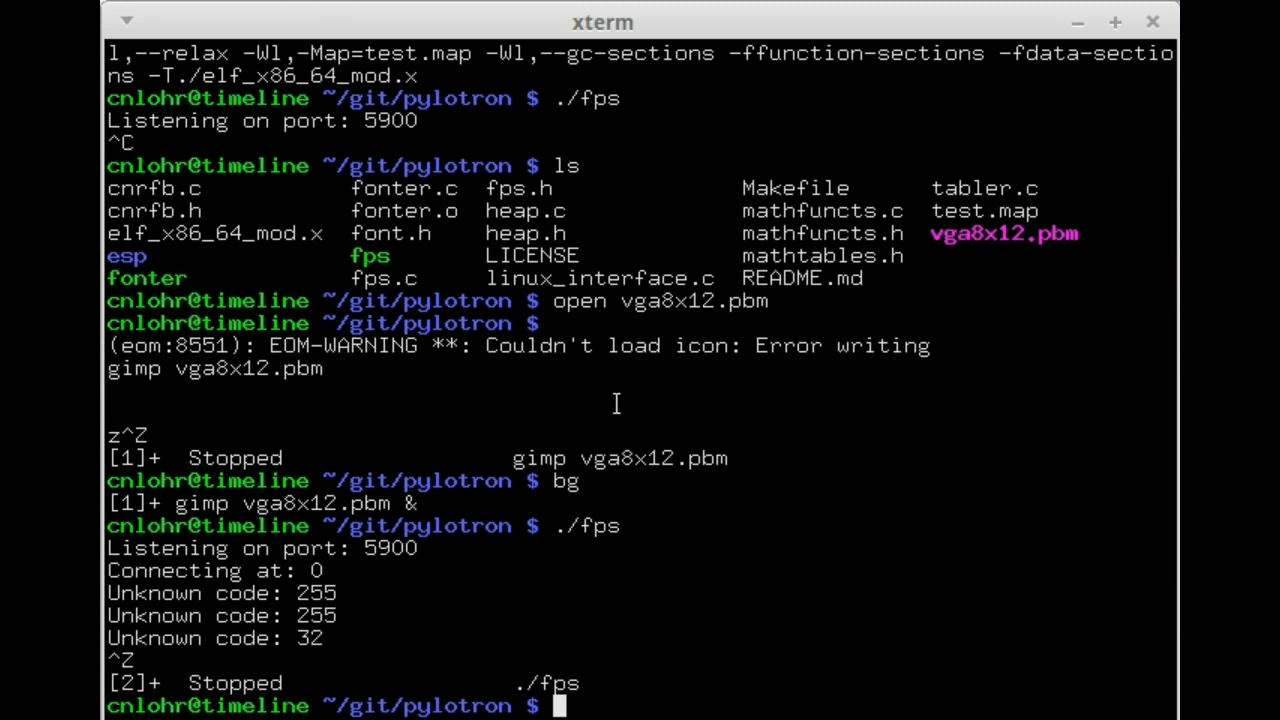 xterm
l,--relax -Wl,-Map=test.map -Wl,--gc-sections -ffunction-sections -fdata-sectio
ns -T./elf_x86_64_mod.x
cnlohr@timeline ~/git/pylotron $ ./fps
Listening on port: 5900
^C
cnlohr@timeline ~/git/pylotron $ ls
cnrfb.c fonter.c fps.h Makefile tabler.c
cnrfb.h fonter.o heap.c mathfuncts.c test.map
elf_x86_64_mod.x font.h heap.h mathfuncts.h vga8x12.pbm
esp fps LICENSE mathtables.h
fonter fps.c linux_interface.c README.md
cnlohr@timeline ~/git/pylotron $ open vga8x12.pbm
cnlohr@timeline ~/git/pylotron $
(eom:8551): EOM-WARNING **: Couldn't load icon: Error writing
gimp vga8x12.pbm
z^Z
[1]+ Stopped gimp vga8x12.pbm
cnlohr@timeline ~/git/pylotron $ bg
[1]+ gimp vga8x12.pbm &
cnlohr@timeline ~/git/pylotron $ ./fps
Listening on port: 5900
Connecting at: 0
Unknown code: 255
Unknown code: 255
Unknown code: 32
^Z
[2]+ Stopped ./fps
cnlohr@timeline ~/git/pylotron $